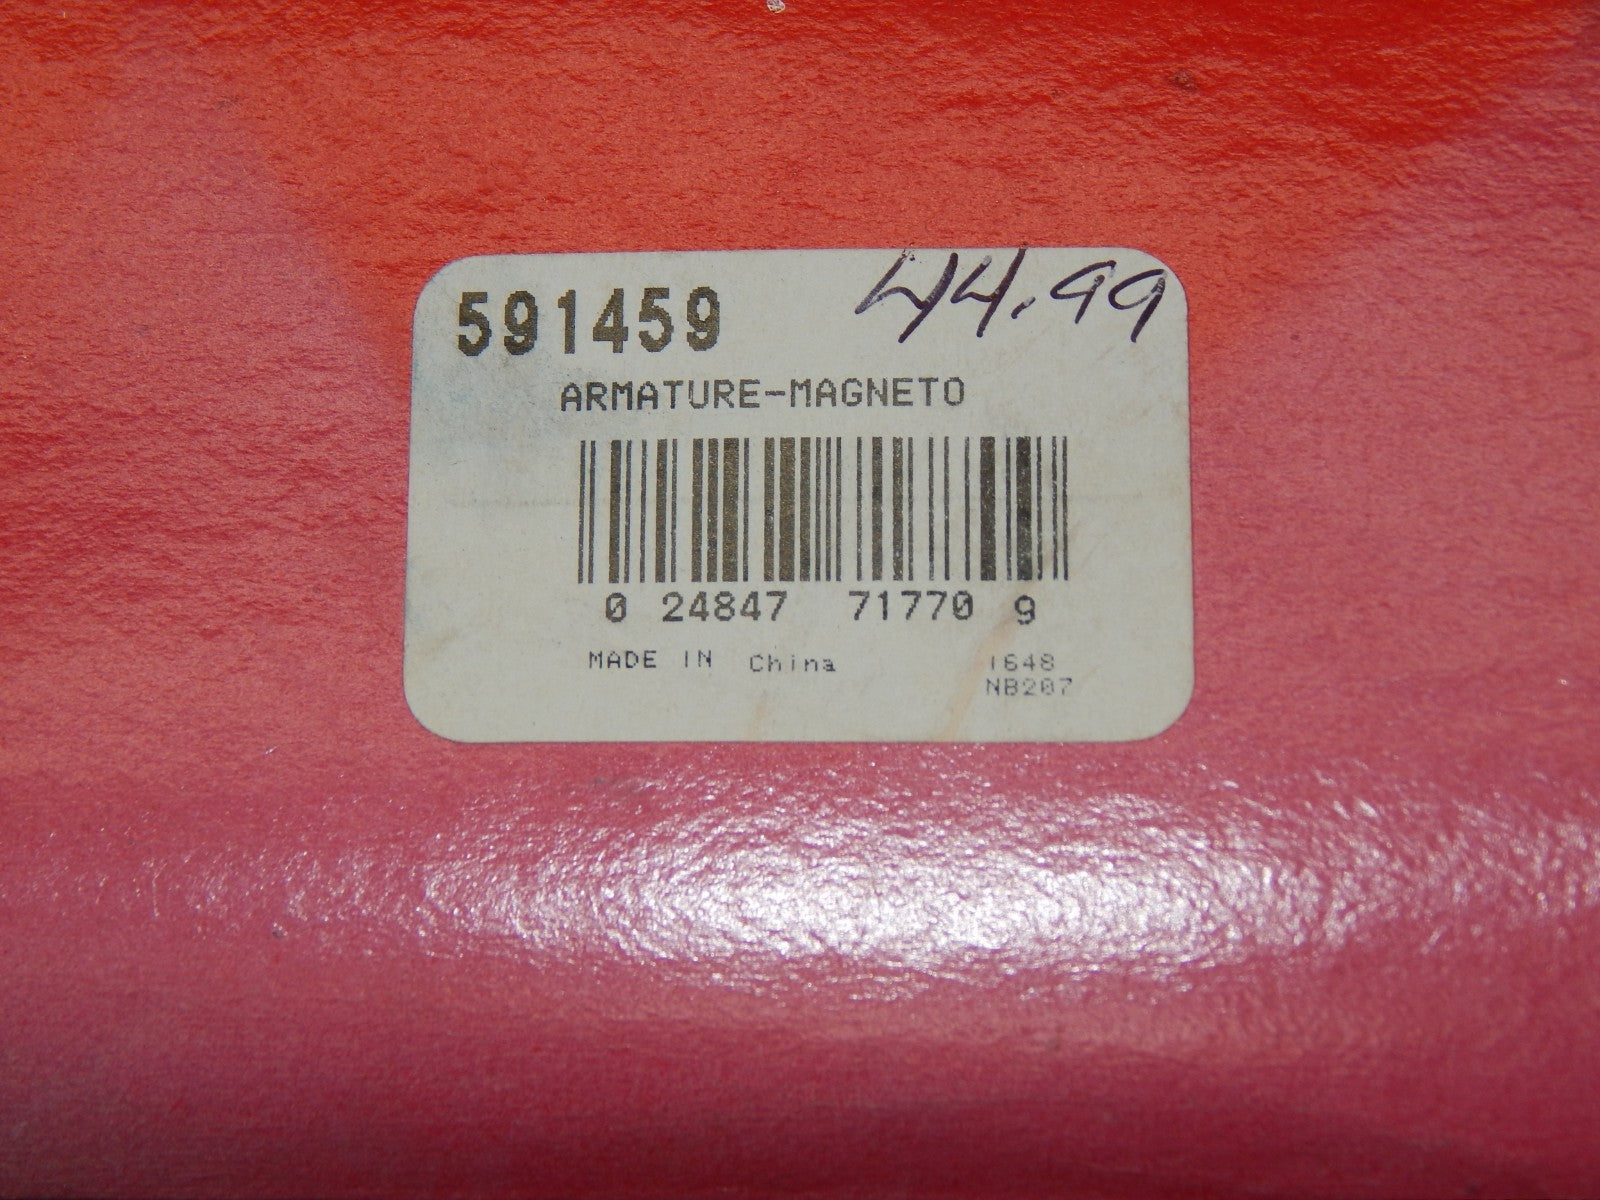 591459 44.99
ARMATURE-MAGNETO
0 24847 71770 9
MADE IN China 1648
NB207